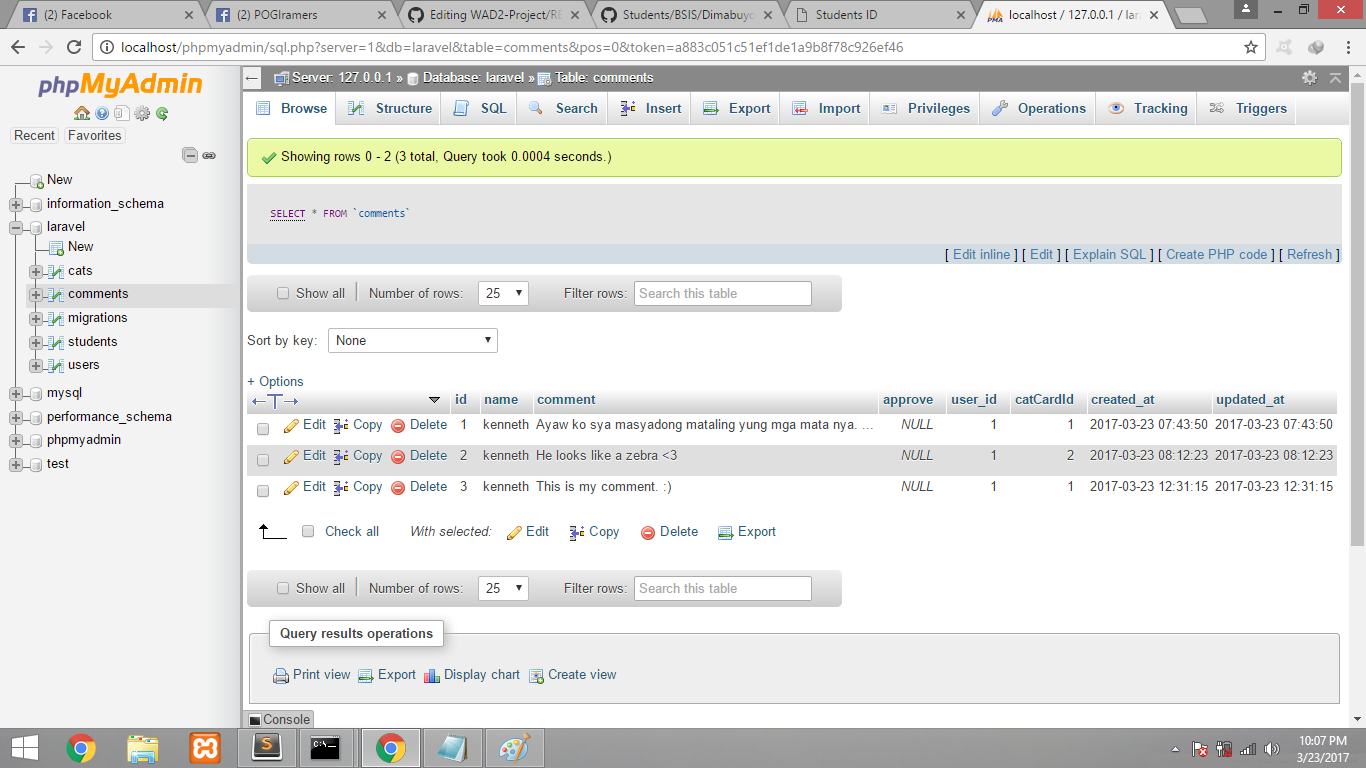 (2) Facebook
(2) POGIramers
Editing WAD2-Project/RE
Students/BSIS/Dimabuyc
Students ID
localhost / 127.0.0.1 / lar
localhost/phpmyadmin/sql.php?server=1&db=laravel&table=comments&pos=0&token=a883c051c51ef1de1a9b8f78c926ef46
phpMyAdmin
Recent Favorites
New
information_schema
laravel
New
cats
comments
migrations
students
users
mysql
performance_schema
phpmyadmin
test
Server: 127.0.0.1 » Database: laravel » Table: comments
Browse Structure SQL Search Insert Export Import Privileges Operations Tracking Triggers
Showing rows 0 - 2 (3 total, Query took 0.0004 seconds.)
SELECT * FROM `comments`
[ Edit inline ] [ Edit ] [ Explain SQL ] [ Create PHP code ] [ Refresh ]
Show all | Number of rows: 25 Filter rows: Search this table
Sort by key: None
+ Options
←T→ id name comment approve user_id catCardId created_at updated_at
Edit Copy Delete 1 kenneth Ayaw ko sya masyadong mataling yung mga mata nya. ... NULL 1 1 2017-03-23 07:43:50 2017-03-23 07:43:50
Edit Copy Delete 2 kenneth He looks like a zebra <3 NULL 1 2 2017-03-23 08:12:23 2017-03-23 08:12:23
Edit Copy Delete 3 kenneth This is my comment. :) NULL 1 1 2017-03-23 12:31:15 2017-03-23 12:31:15
Check all With selected: Edit Copy Delete Export
Show all | Number of rows: 25 Filter rows: Search this table
Query results operations
Print view Export Display chart Create view
Console
10:07 PM
3/23/2017